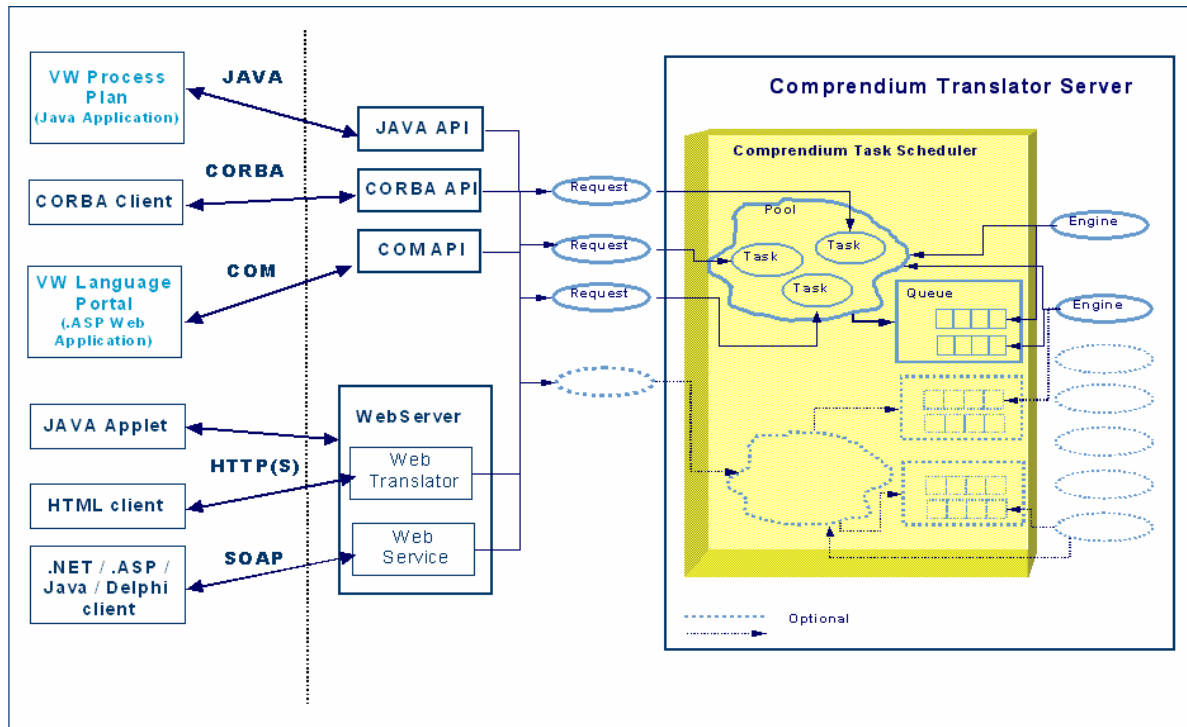 VW Process
Plan
(Java Application)
JAVA
JAVA API
CORBA
CORBA Client
CORBA API
COM API
COM
VW Language
Portal
(.ASP Web
Application)
JAVA Applet
HTTP(S)
HTML client
.NET / .ASP /
Java / Delphi
client
SOAP
WebServer
Web
Translator
Web
Service
Request
Request
Request
Comprendium Translator Server
Comprendium Task Scheduler
Pool
Task
Task
Task
Queue
Engine
Engine
Optional